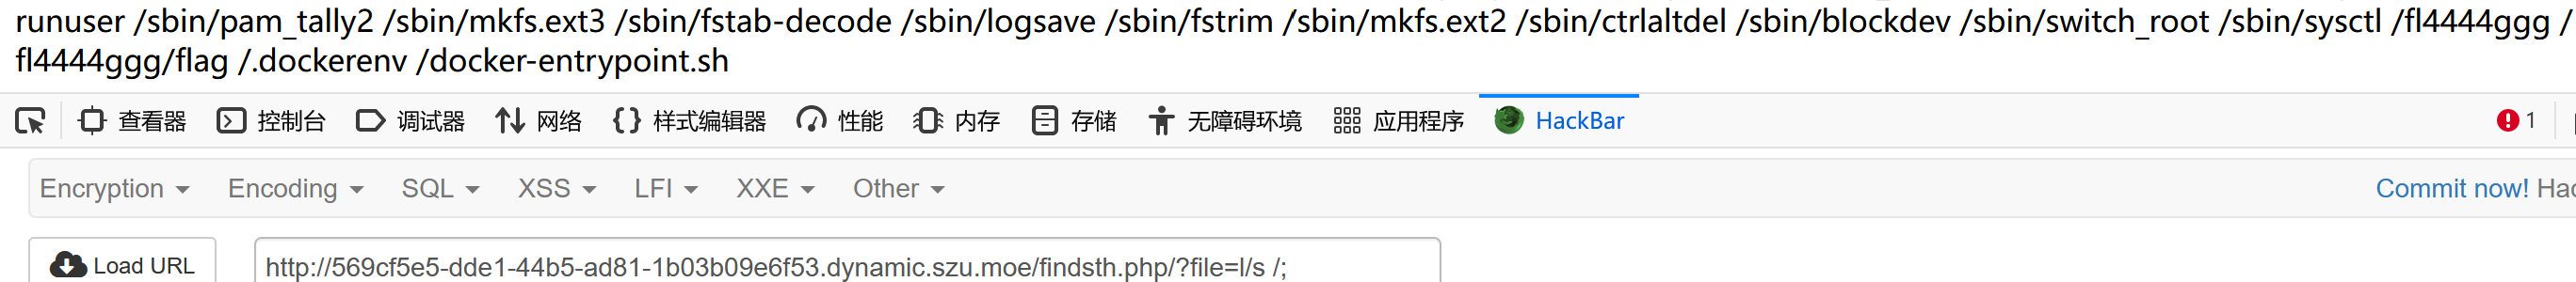 runuser /sbin/pam_tally2 /sbin/mkfs.ext3 /sbin/fstab-decode /sbin/logsave /sbin/fstrim /sbin/mkfs.ext2 /sbin/ctrlaltdel /sbin/blockdev /sbin/switch_root /sbin/sysctl /fl4444ggg /
fl4444ggg/flag /.dockerenv /docker-entrypoint.sh
查看器 控制台 调试器 网络 {} 样式编辑器 性能 内存 存储 无障碍环境 应用程序 HackBar 1
Encryption Encoding SQL XSS LFI XXE Other Commit now!
Load URL http://569cf5e5-dde1-44b5-ad81-1b03b09e6f53.dynamic.szu.moe/findsth.php/?file=l/s /;